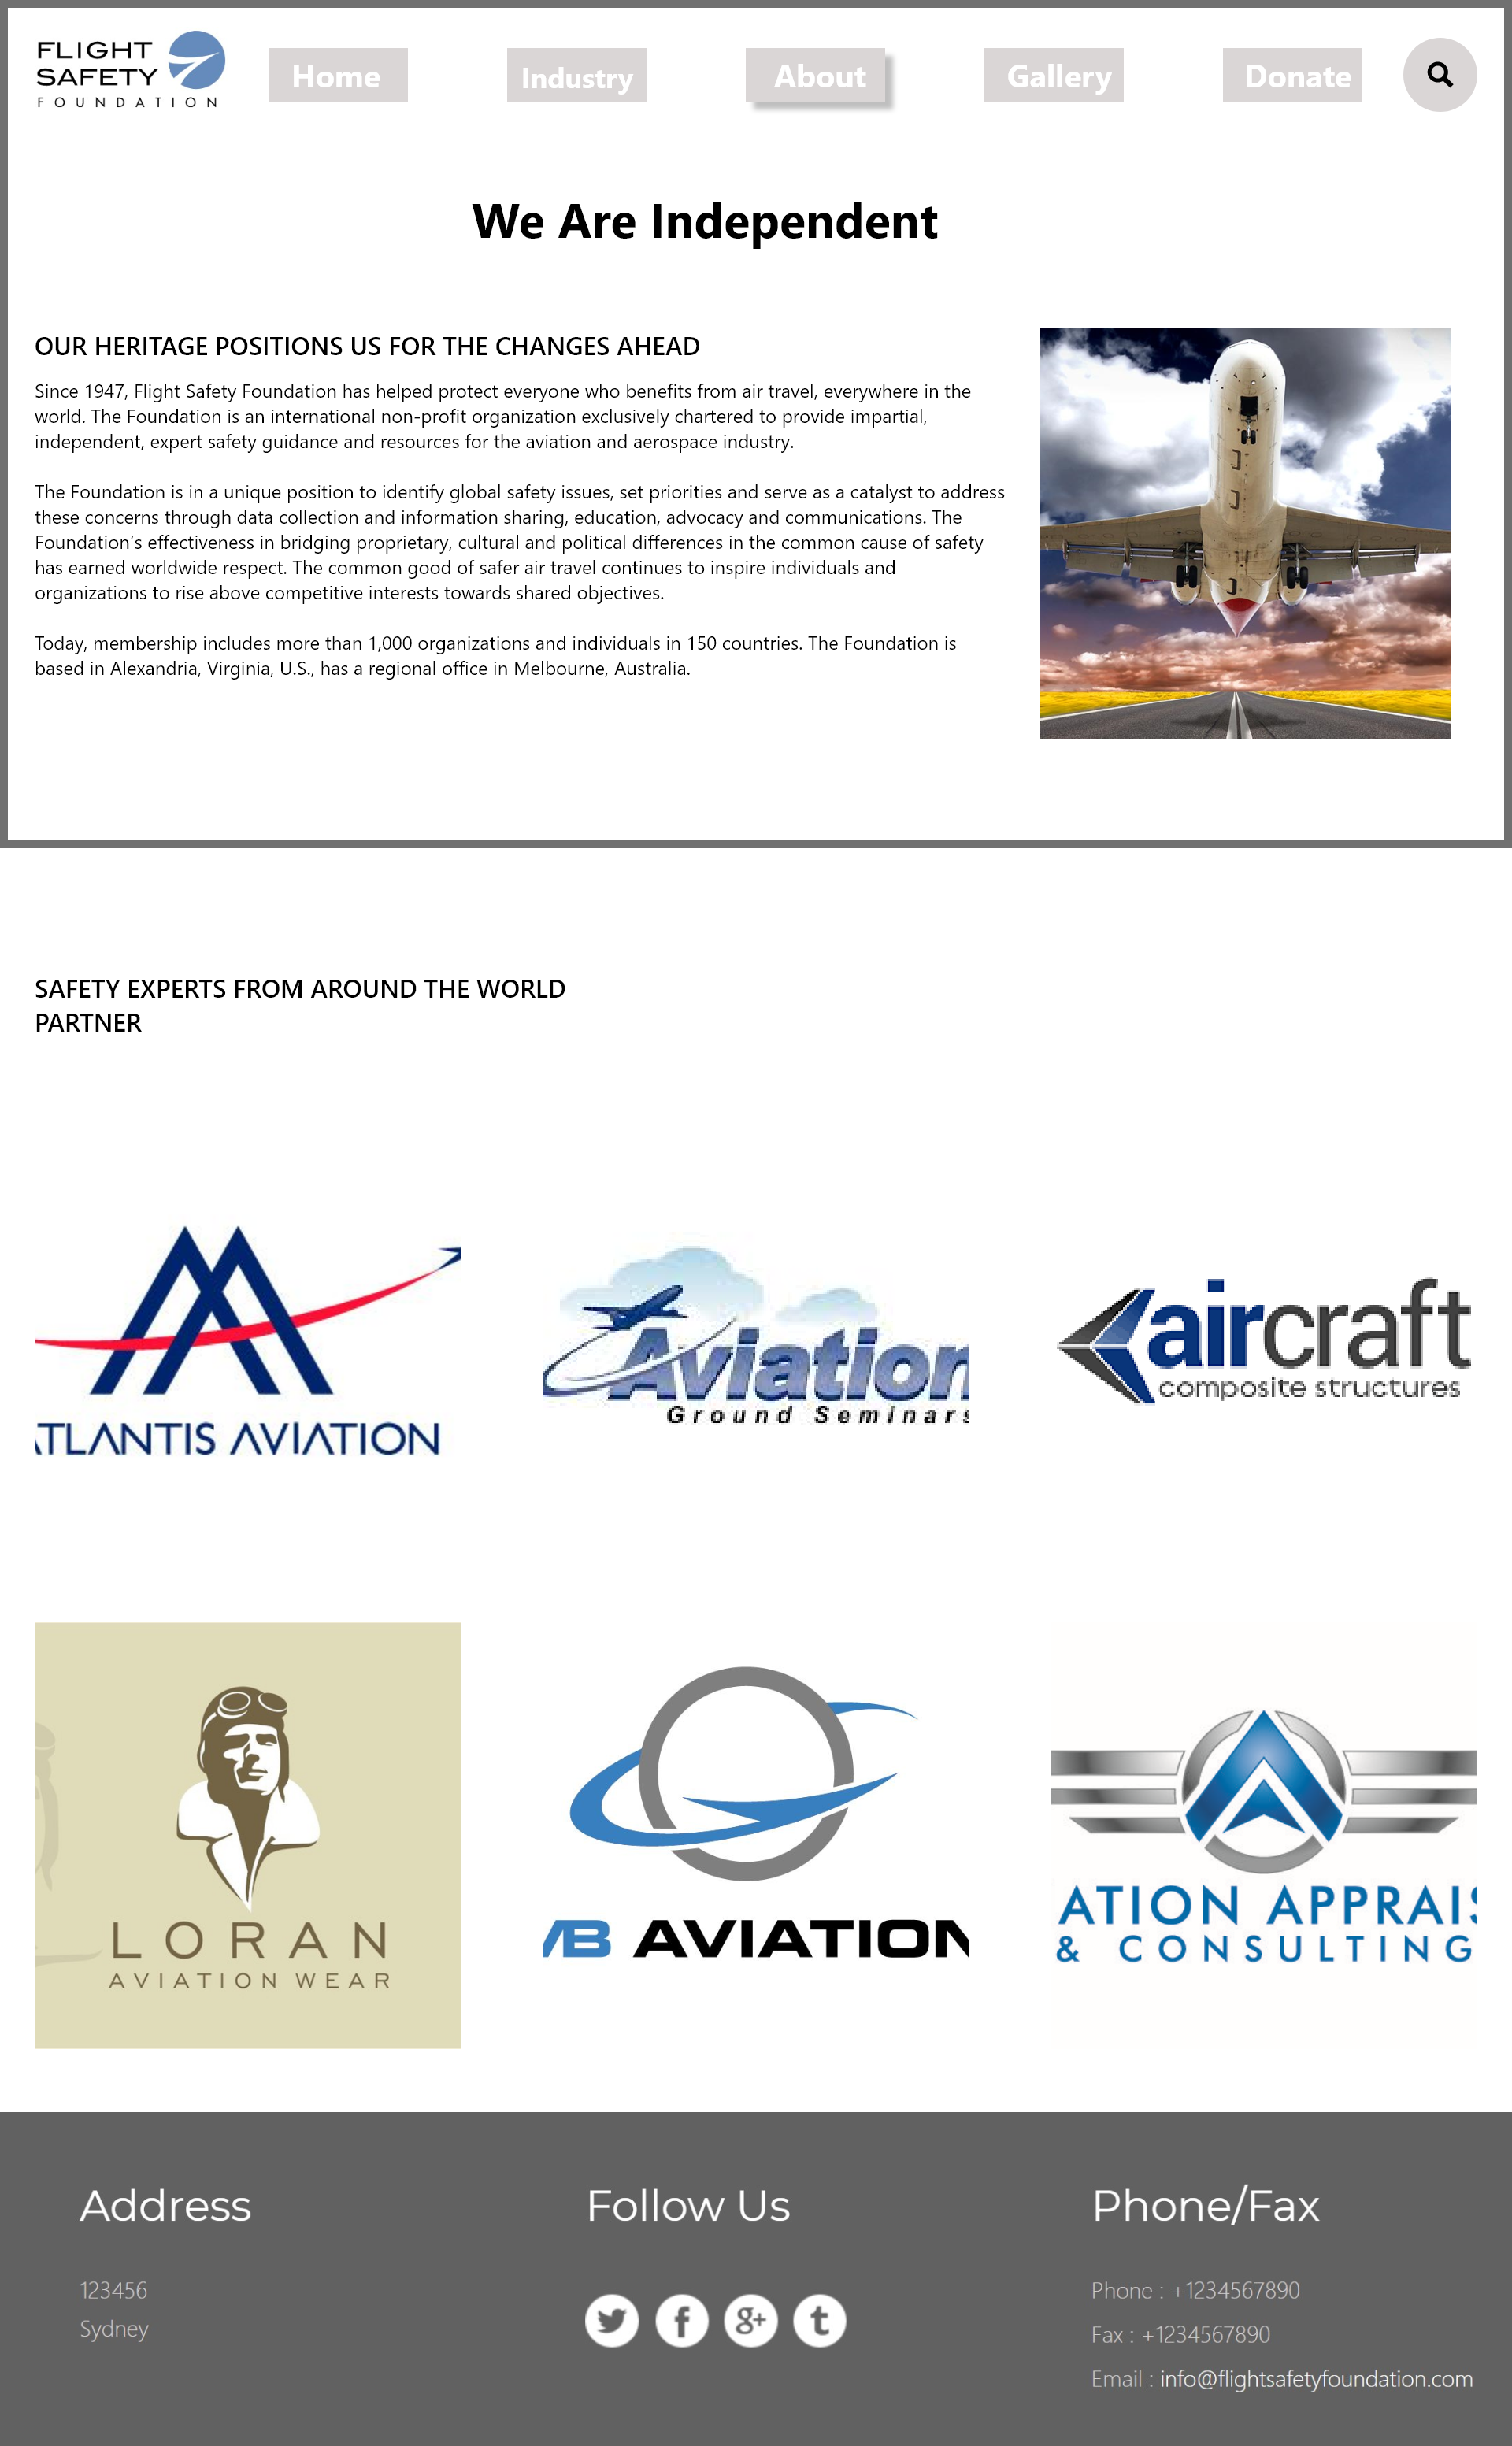 FLIGHT
SAFETY
FOUNDATION
Home
Industry
About
Gallery
Donate
We Are Independent
OUR HERITAGE POSITIONS US FOR THE CHANGES AHEAD
Since 1947, Flight Safety Foundation has helped protect everyone who benefits from air travel, everywhere in the
world. The Foundation is an international non-profit organization exclusively chartered to provide impartial,
independent, expert safety guidance and resources for the aviation and aerospace industry.
The Foundation is in a unique position to identify global safety issues, set priorities and serve as a catalyst to address
these concerns through data collection and information sharing, education, advocacy and communications. The
Foundation’s effectiveness in bridging proprietary, cultural and political differences in the common cause of safety
has earned worldwide respect. The common good of safer air travel continues to inspire individuals and
organizations to rise above competitive interests towards shared objectives.
Today, membership includes more than 1,000 organizations and individuals in 150 countries. The Foundation is
based in Alexandria, Virginia, U.S., has a regional office in Melbourne, Australia.
SAFETY EXPERTS FROM AROUND THE WORLD
PARTNER
ATLANTIS AVIATION
Aviation
Ground Seminars
aircraft
composite structures
LORAN
AVIATION WEAR
AB AVIATION
ATION APPRAIS
& CONSULTING
Address
Follow Us
Phone/Fax
123456
Sydney
Phone : +1234567890
Fax : +1234567890
Email : info@flightsafetyfoundation.com